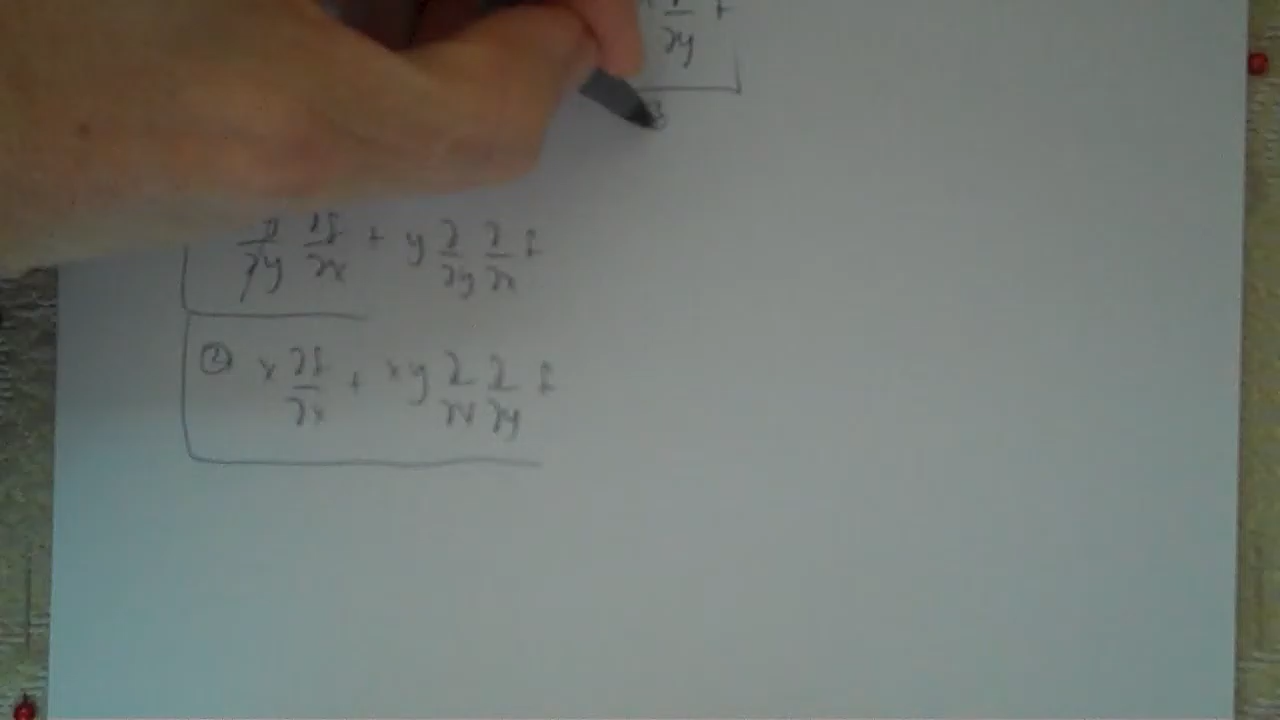 ∂/∂y
∂y/∂y ∂f/∂x + y ∂/∂y ∂/∂x f
② x ∂f/∂x + xy ∂/∂x ∂/∂y f